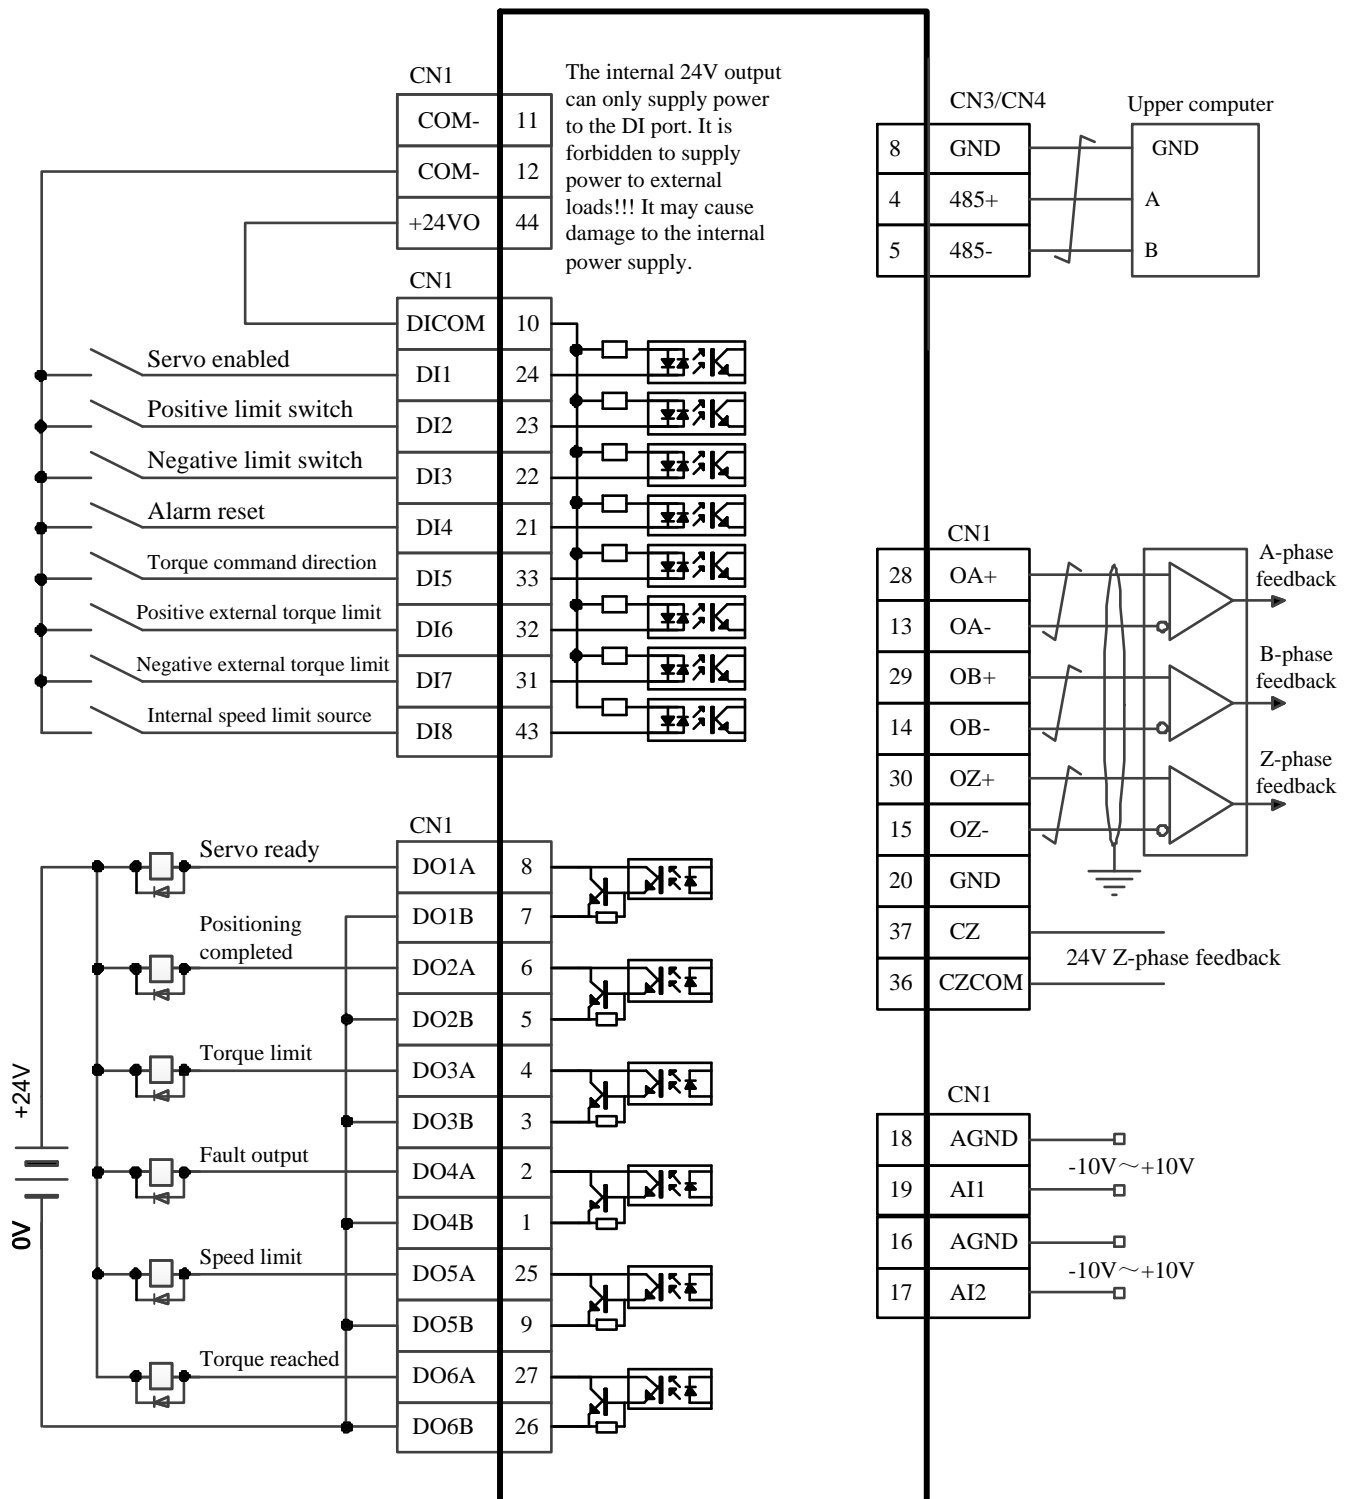 CN1
COM- 11
COM- 12
+24VO 44
The internal 24V output
can only supply power
to the DI port. It is
forbidden to supply
power to external
loads!!! It may cause
damage to the internal
power supply.
CN1
DICOM 10
Servo enabled DI1 24
Positive limit switch DI2 23
Negative limit switch DI3 22
Alarm reset DI4 21
Torque command direction DI5 33
Positive external torque limit DI6 32
Negative external torque limit DI7 31
Internal speed limit source DI8 43
CN1
Servo ready DO1A 8
DO1B 7
Positioning
completed
DO2A 6
DO2B 5
Torque limit DO3A 4
DO3B 3
Fault output DO4A 2
DO4B 1
Speed limit DO5A 25
DO5B 9
Torque reached DO6A 27
DO6B 26
+24V
0V
CN3/CN4 Upper computer
8 GND GND
4 485+ A
5 485- B
CN1
28 OA+
13 OA-
A-phase
feedback
29 OB+
14 OB-
B-phase
feedback
30 OZ+
15 OZ-
Z-phase
feedback
20 GND
37 CZ
36 CZCOM
24V Z-phase feedback
CN1
18 AGND
19 AI1
-10V～+10V
16 AGND
17 AI2
-10V～+10V